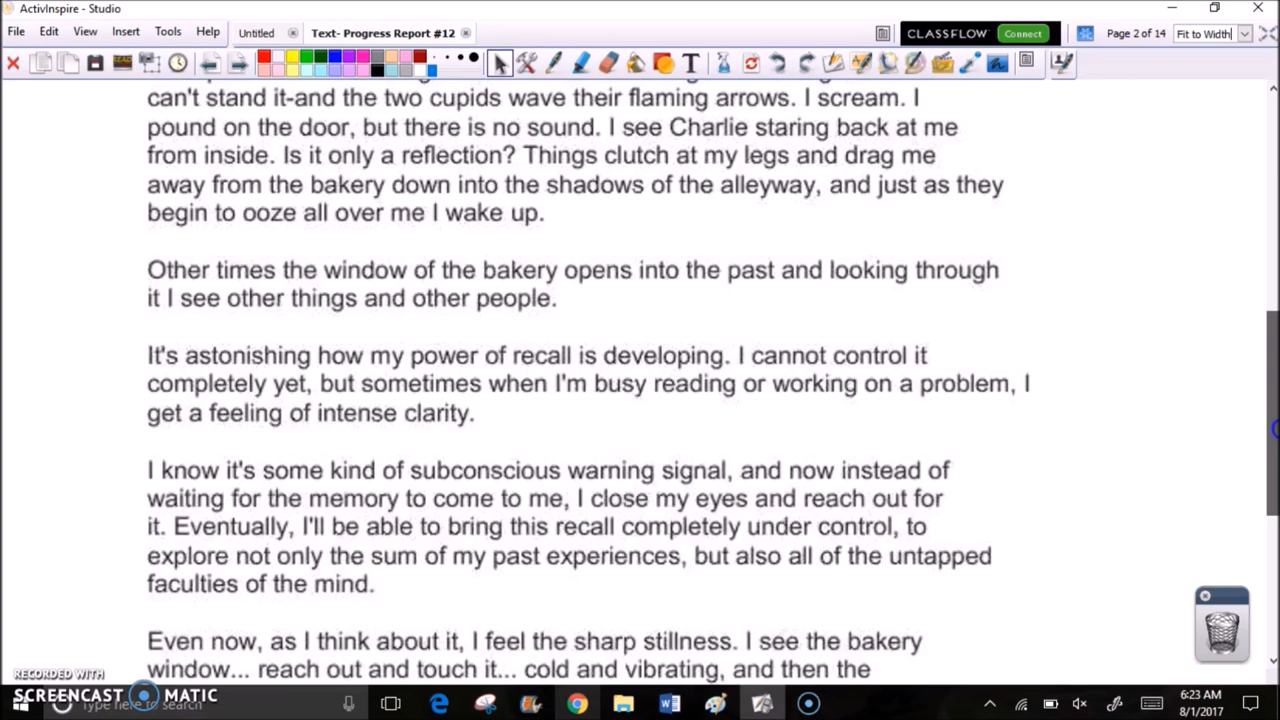 ActivInspire - Studio
File Edit View Insert Tools Help Untitled Text- Progress Report #12 CLASSFLOW Connect Page 2 of 14 Fit to Width
can't stand it-and the two cupids wave their flaming arrows. I scream. I
pound on the door, but there is no sound. I see Charlie staring back at me
from inside. Is it only a reflection? Things clutch at my legs and drag me
away from the bakery down into the shadows of the alleyway, and just as they
begin to ooze all over me I wake up.
Other times the window of the bakery opens into the past and looking through
it I see other things and other people.
It's astonishing how my power of recall is developing. I cannot control it
completely yet, but sometimes when I'm busy reading or working on a problem, I
get a feeling of intense clarity.
I know it's some kind of subconscious warning signal, and now instead of
waiting for the memory to come to me, I close my eyes and reach out for
it. Eventually, I'll be able to bring this recall completely under control, to
explore not only the sum of my past experiences, but also all of the untapped
faculties of the mind.
Even now, as I think about it, I feel the sharp stillness. I see the bakery
window... reach out and touch it... cold and vibrating, and then the
RECORDED WITH
SCREENCAST MATIC
Type here to search
6:23 AM
8/1/2017